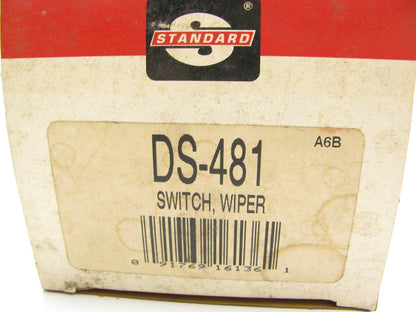 ®
S
STANDARD
A6B
DS-481
SWITCH, WIPER
0 91769 16136 1